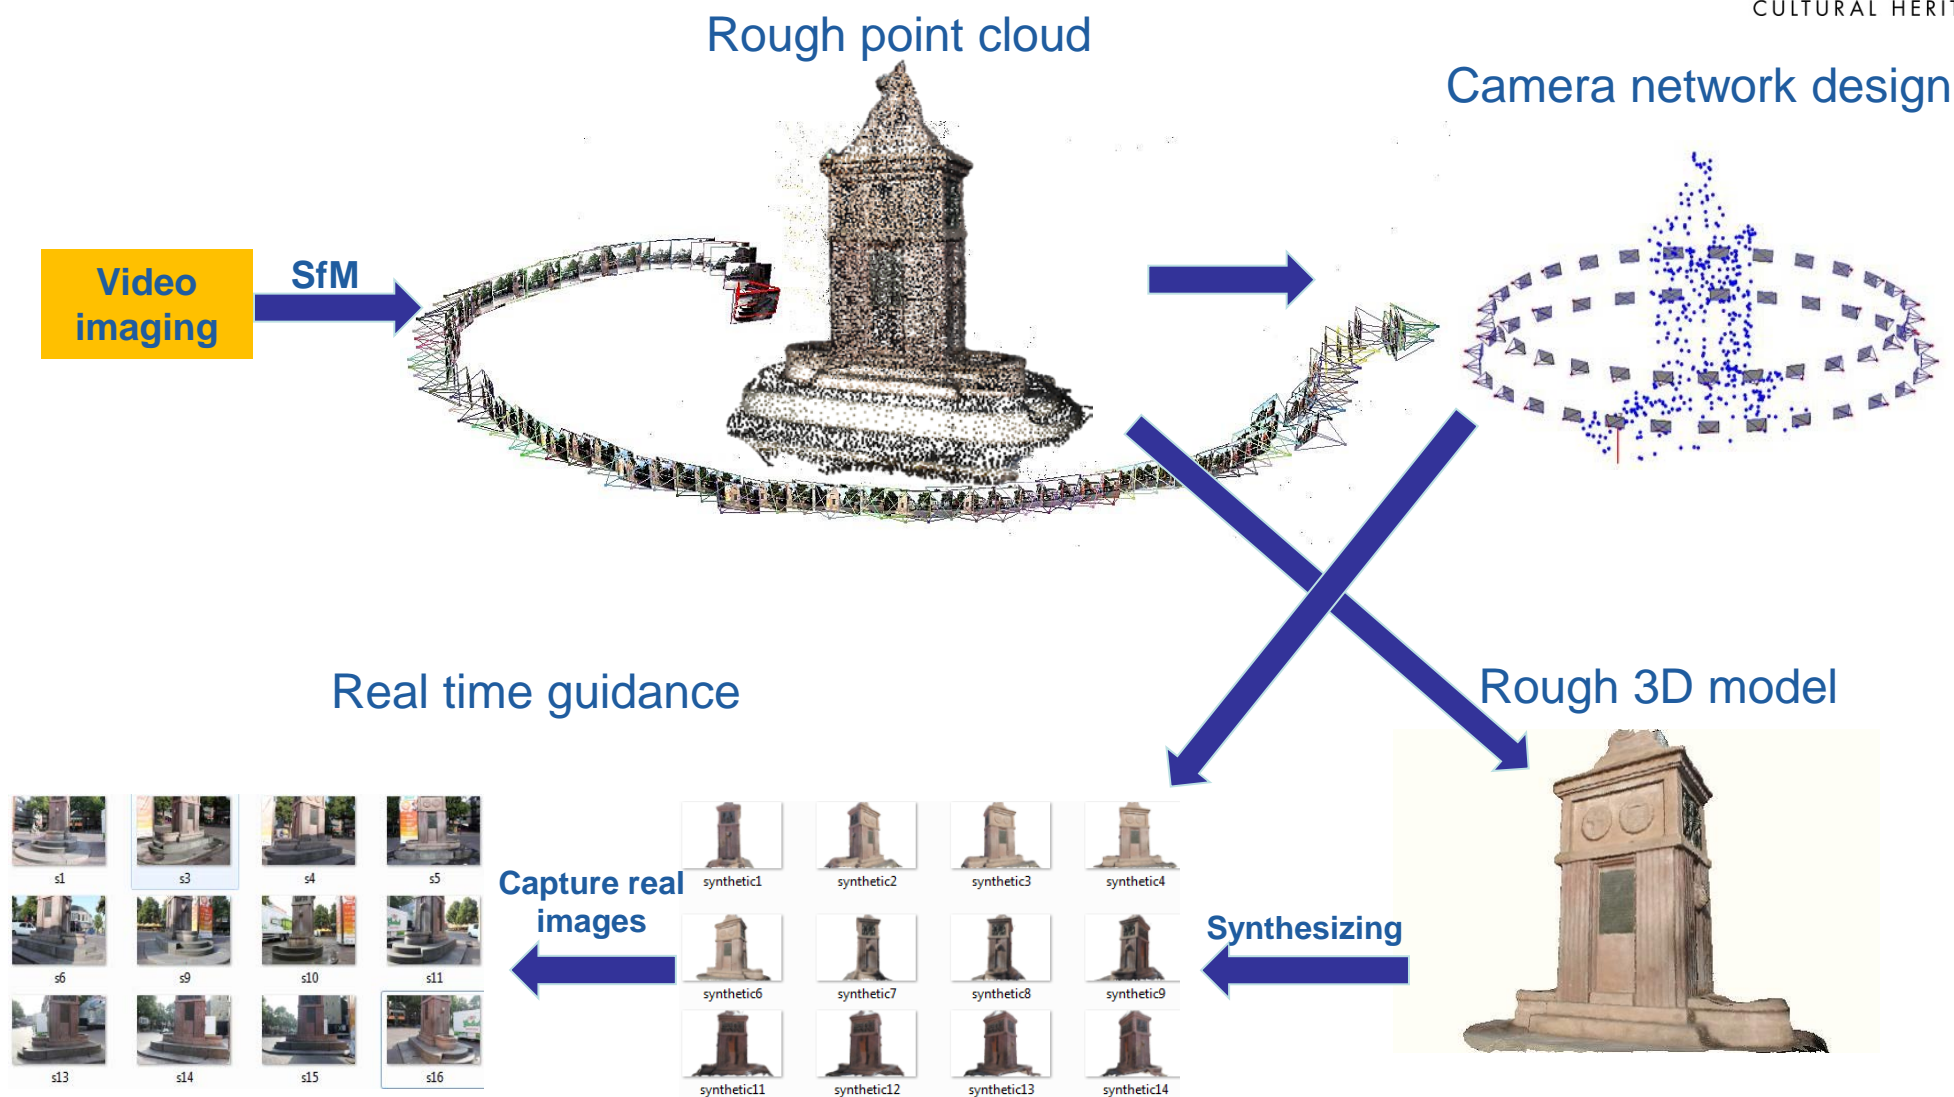 CULTURAL HERIT
Rough point cloud
Camera network design
Video
imaging
SfM
Real time guidance
Rough 3D model
Capture real
images
Synthesizing
s1
s3
s4
s5
s6
s9
s10
s11
s13
s14
s15
s16
synthetic1
synthetic2
synthetic3
synthetic4
synthetic6
synthetic7
synthetic8
synthetic9
synthetic11
synthetic12
synthetic13
synthetic14